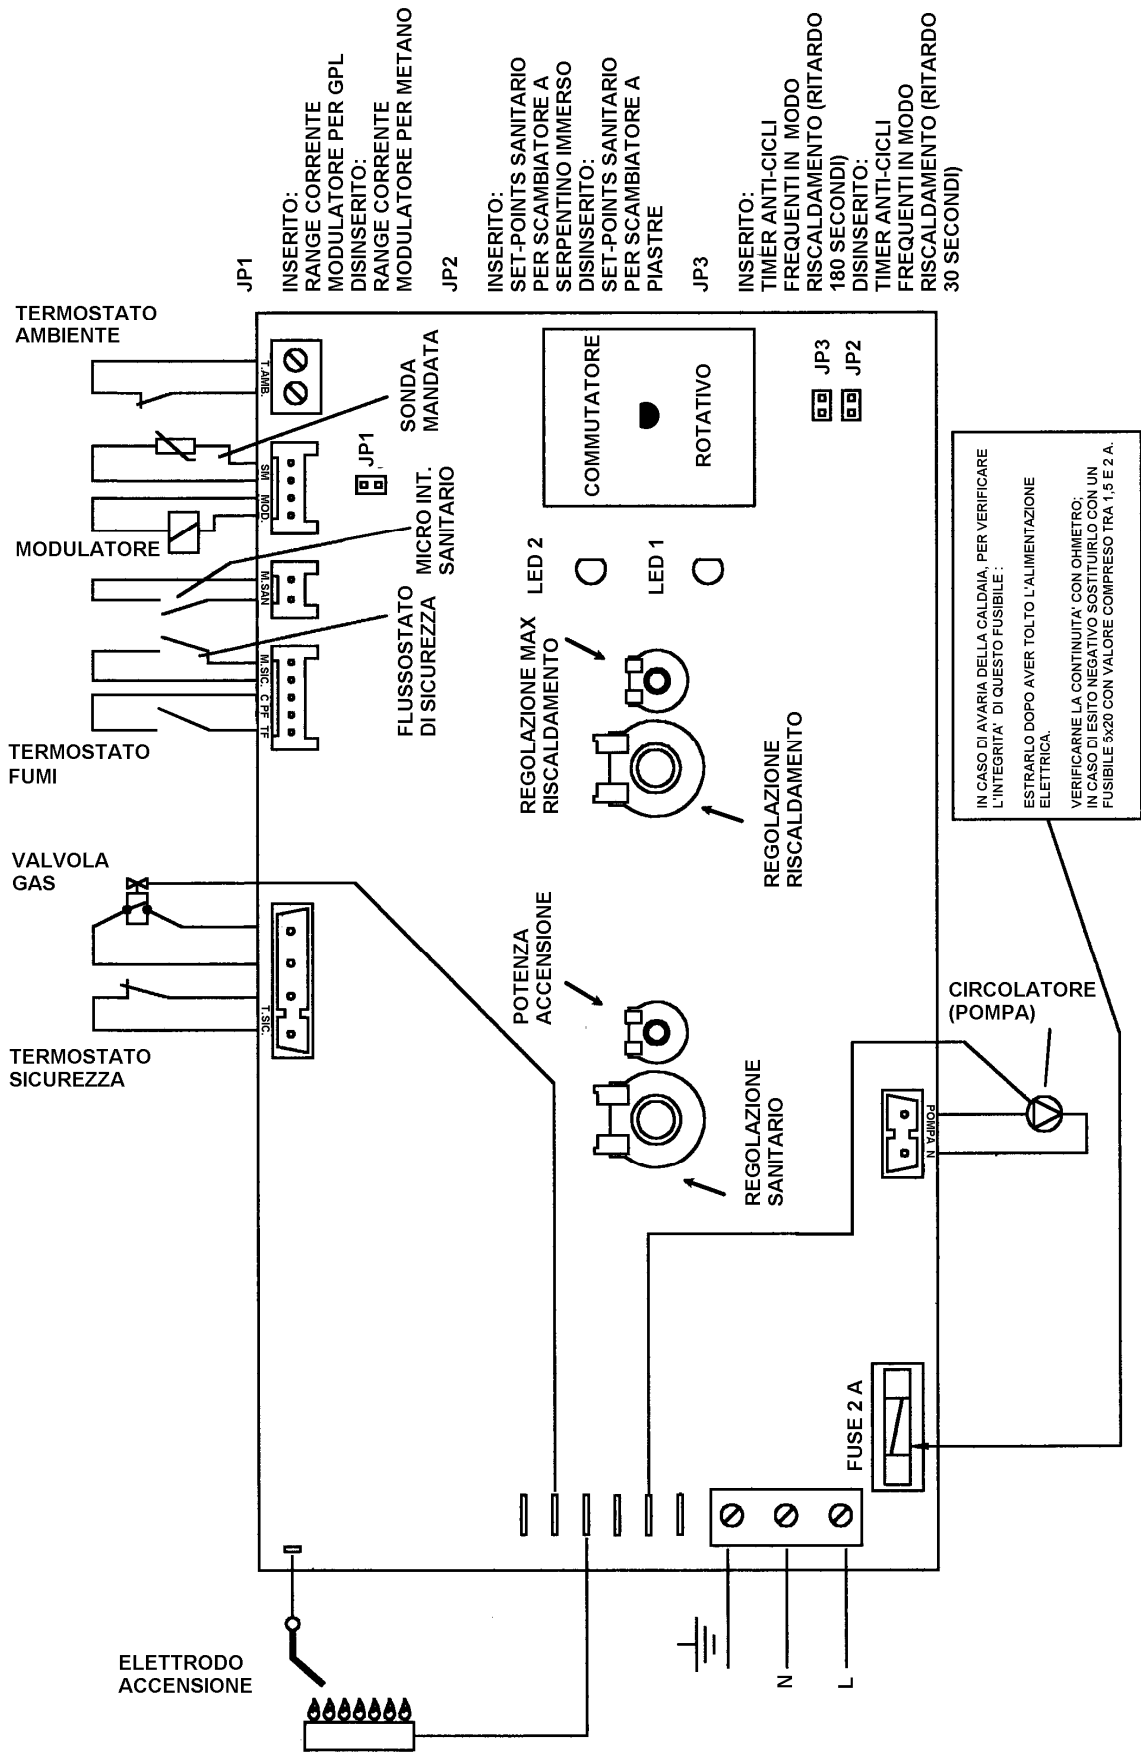 TERMOSTATO
AMBIENTE
MODULATORE
TERMOSTATO
FUMI
VALVOLA
GAS
TERMOSTATO
SICUREZZA
ELETTRODO
ACCENSIONE
T.AMB.
SM
MOD.
M.SAN
M.SIC.
C PF
TF
T.SIC.
JP1
SONDA
MANDATA
MICRO INT.
SANITARIO
FLUSSOSTATO
DI SICUREZZA
JP1
INSERITO:
RANGE CORRENTE
MODULATORE PER GPL
DISINSERITO:
RANGE CORRENTE
MODULATORE PER METANO
JP2
INSERITO:
SET-POINTS SANITARIO
PER SCAMBIATORE A
SERPENTINO IMMERSO
DISINSERITO:
SET-POINTS SANITARIO
PER SCAMBIATORE A
PIASTRE
JP3
INSERITO:
TIMER ANTI-CICLI
FREQUENTI IN MODO
RISCALDAMENTO (RITARDO
180 SECONDI)
DISINSERITO:
TIMER ANTI-CICLI
FREQUENTI IN MODO
RISCALDAMENTO (RITARDO
30 SECONDI)
COMMUTATORE
ROTATIVO
JP3
JP2
LED 2
LED 1
REGOLAZIONE MAX
RISCALDAMENTO
REGOLAZIONE
RISCALDAMENTO
POTENZA
ACCENSIONE
REGOLAZIONE
SANITARIO
IN CASO DI AVARIA DELLA CALDAIA, PER VERIFICARE
L'INTEGRITA' DI QUESTO FUSIBILE :
ESTRARLO DOPO AVER TOLTO L'ALIMENTAZIONE
ELETTRICA.
VERIFICARNE LA CONTINUITA' CON OHMETRO;
IN CASO DI ESITO NEGATIVO SOSTITUIRLO CON UN
FUSIBILE 5x20 CON VALORE COMPRESO TRA 1,5 E 2 A.
CIRCOLATORE
(POMPA)
POMPA N
FUSE 2 A
N
L